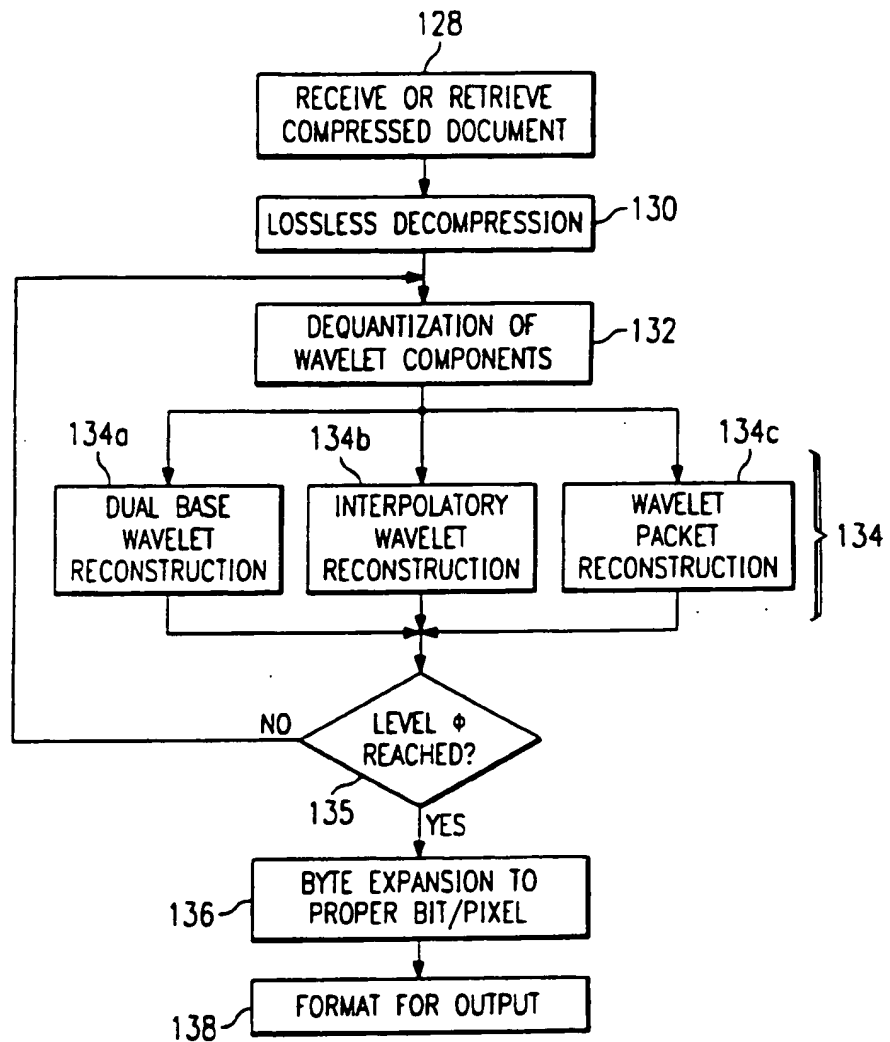 128
RECEIVE OR RETRIEVE
COMPRESSED DOCUMENT
LOSSLESS DECOMPRESSION
130
DEQUANTIZATION OF
WAVELET COMPONENTS
132
134a
134b
134c
DUAL BASE
WAVELET
RECONSTRUCTION
INTERPOLATORY
WAVELET
RECONSTRUCTION
WAVELET
PACKET
RECONSTRUCTION
134
NO
LEVEL φ
REACHED?
135
YES
BYTE EXPANSION TO
PROPER BIT/PIXEL
136
FORMAT FOR OUTPUT
138